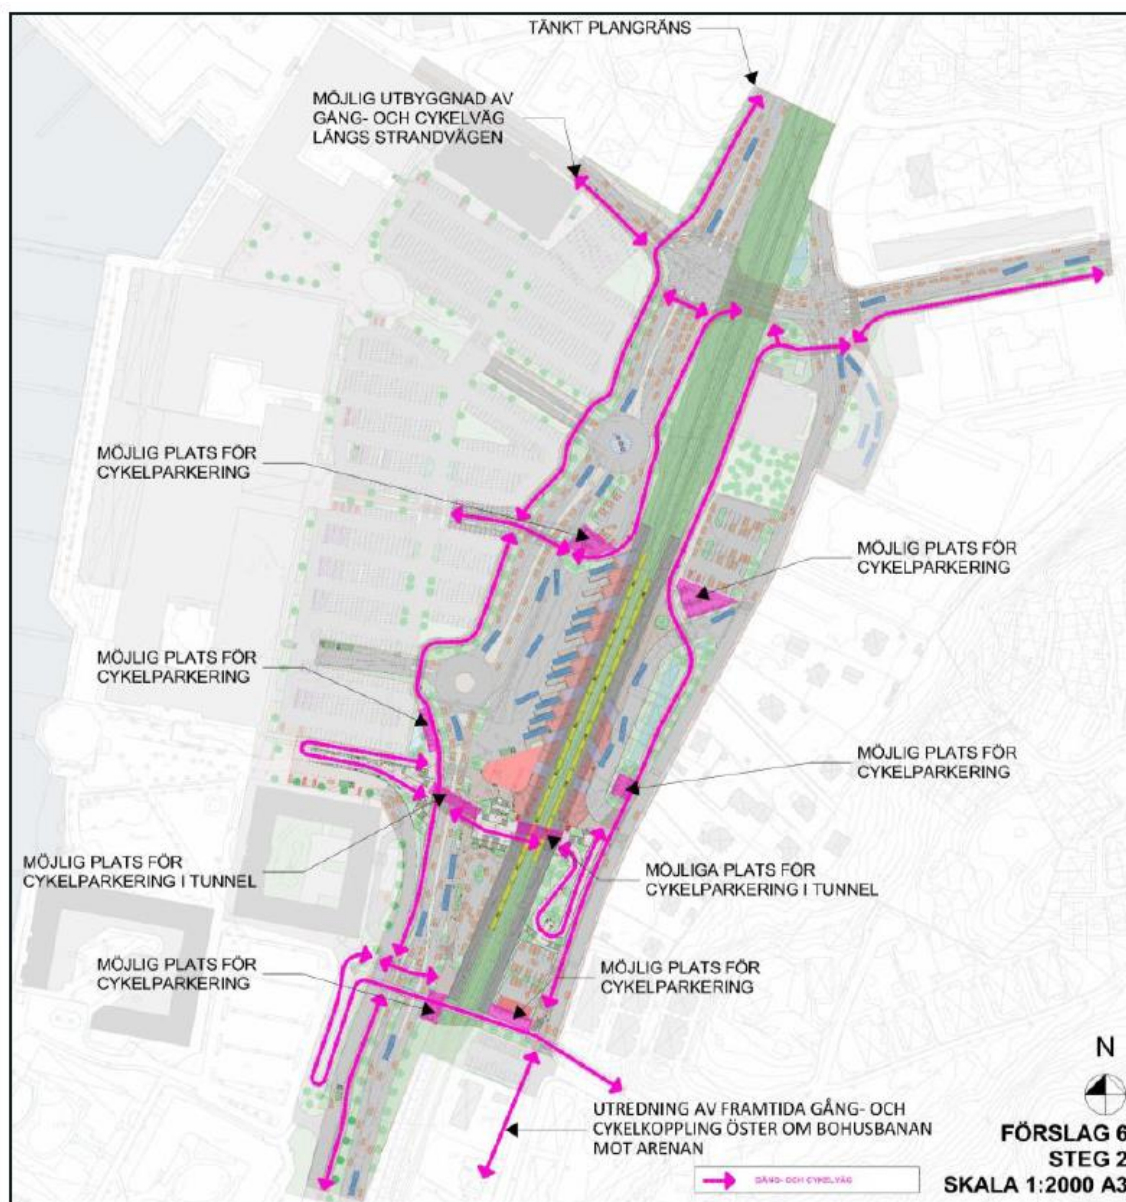 TÄNKT PLANGRÄNS
MÖJLIG UTBYGGNAD AV
GÅNG- OCH CYKELVÄG
LÄNGS STRANDVÄGEN
MÖJLIG PLATS FÖR
CYKELPARKERING
MÖJLIG PLATS FÖR
CYKELPARKERING
MÖJLIG PLATS FÖR
CYKELPARKERING
MÖJLIG PLATS FÖR
CYKELPARKERING
MÖJLIG PLATS FÖR
CYKELPARKERING I TUNNEL
MÖJLIGA PLATS FÖR
CYKELPARKERING I TUNNEL
MÖJLIG PLATS FÖR
CYKELPARKERING
MÖJLIG PLATS FÖR
CYKELPARKERING
N
UTREDNING AV FRAMTIDA GÅNG- OCH
CYKELKOPPLING ÖSTER OM BOHUSBANAN
MOT ARENAN
GÅNG- OCH CYKELVÄG
FÖRSLAG 6
STEG 2
SKALA 1:2000 A3